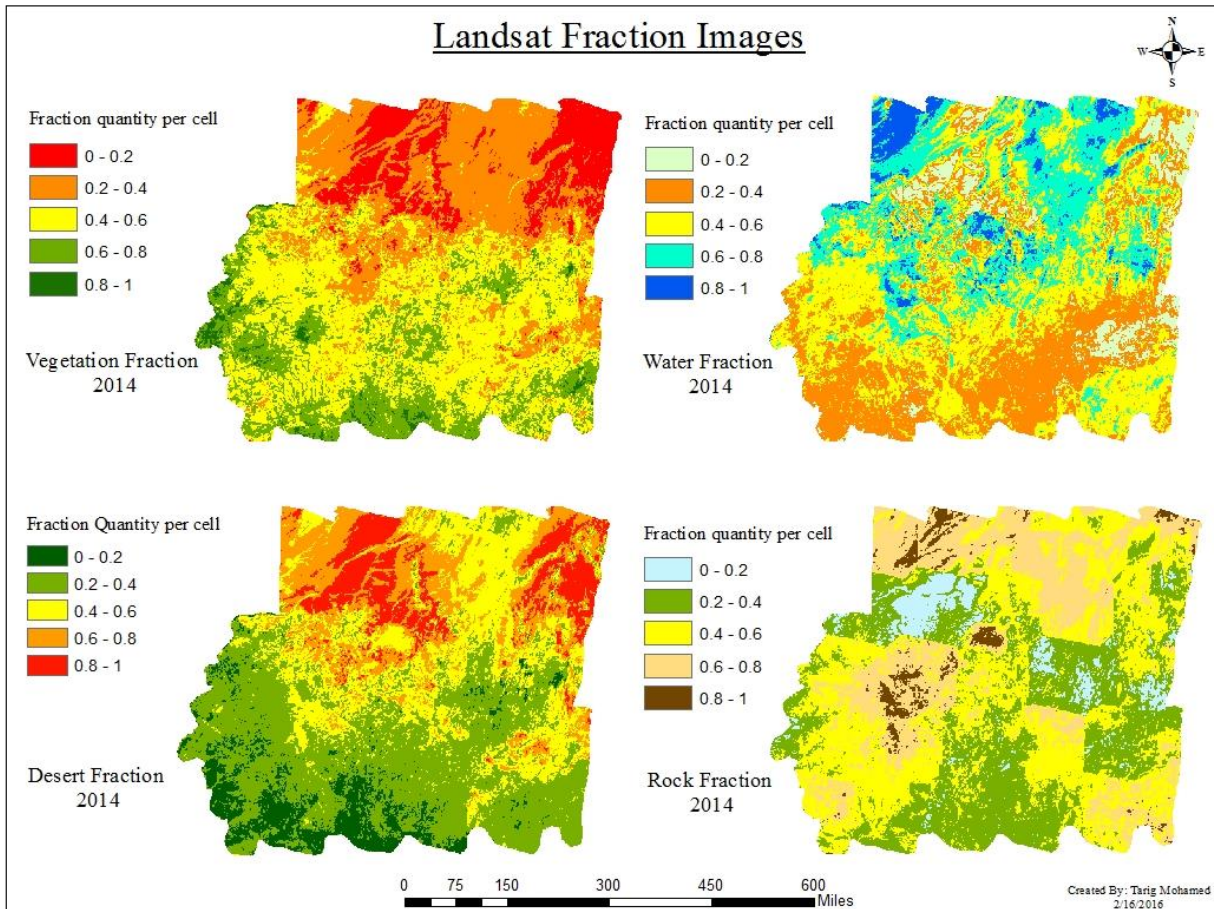 Landsat Fraction Images
N
W E
S
Fraction quantity per cell
0 - 0.2
0.2 - 0.4
0.4 - 0.6
0.6 - 0.8
0.8 - 1
Vegetation Fraction
2014
Fraction quantity per cell
0 - 0.2
0.2 - 0.4
0.4 - 0.6
0.6 - 0.8
0.8 - 1
Water Fraction
2014
Fraction Quantity per cell
0 - 0.2
0.2 - 0.4
0.4 - 0.6
0.6 - 0.8
0.8 - 1
Desert Fraction
2014
Fraction quantity per cell
0 - 0.2
0.2 - 0.4
0.4 - 0.6
0.6 - 0.8
0.8 - 1
Rock Fraction
2014
0 75 150 300 450 600
Miles
Created By: Tarig Mohamed
2/16/2016